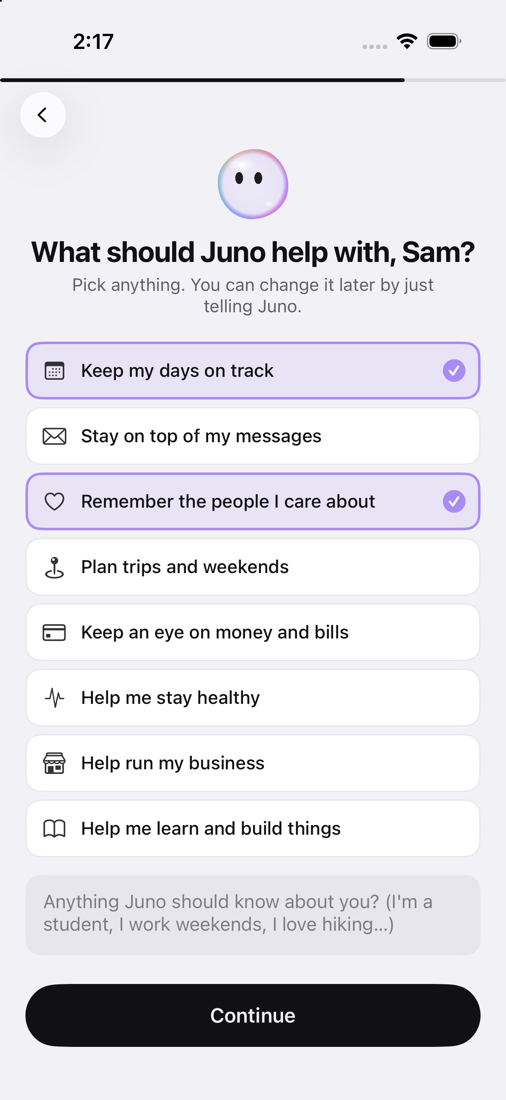 2:17
What should Juno help with, Sam?
Pick anything. You can change it later by just
telling Juno.
Keep my days on track
Stay on top of my messages
Remember the people I care about
Plan trips and weekends
Keep an eye on money and bills
Help me stay healthy
Help run my business
Help me learn and build things
Anything Juno should know about you? (I'm a
student, I work weekends, I love hiking...)
Continue